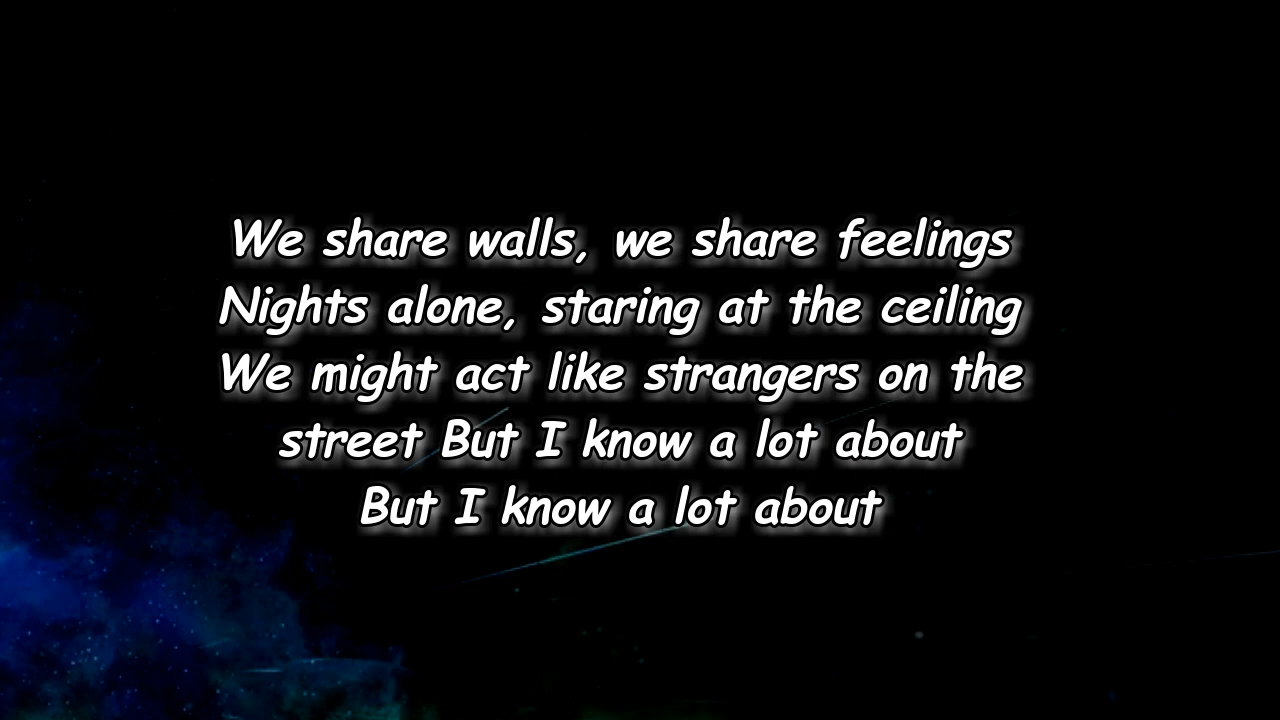 We share walls, we share feelings
Nights alone, staring at the ceiling
We might act like strangers on the
street But I know a lot about
But I know a lot about